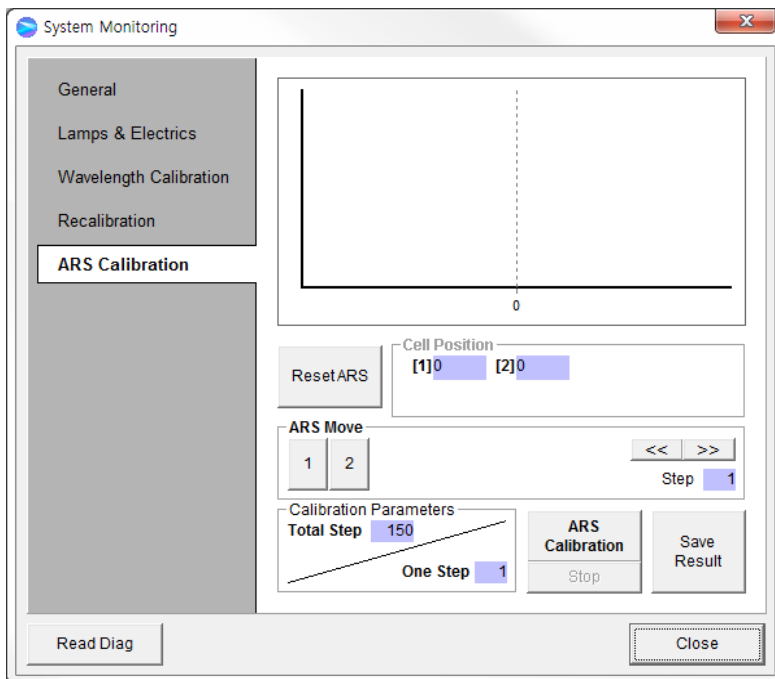 System Monitoring
General
Lamps & Electrics
Wavelength Calibration
Recalibration
ARS Calibration
0
Reset ARS
Cell Position
[1] 0 [2] 0
ARS Move
1 2
<< >>
Step 1
Calibration Parameters
Total Step 150
One Step 1
ARS
Calibration
Stop
Save
Result
Read Diag
Close